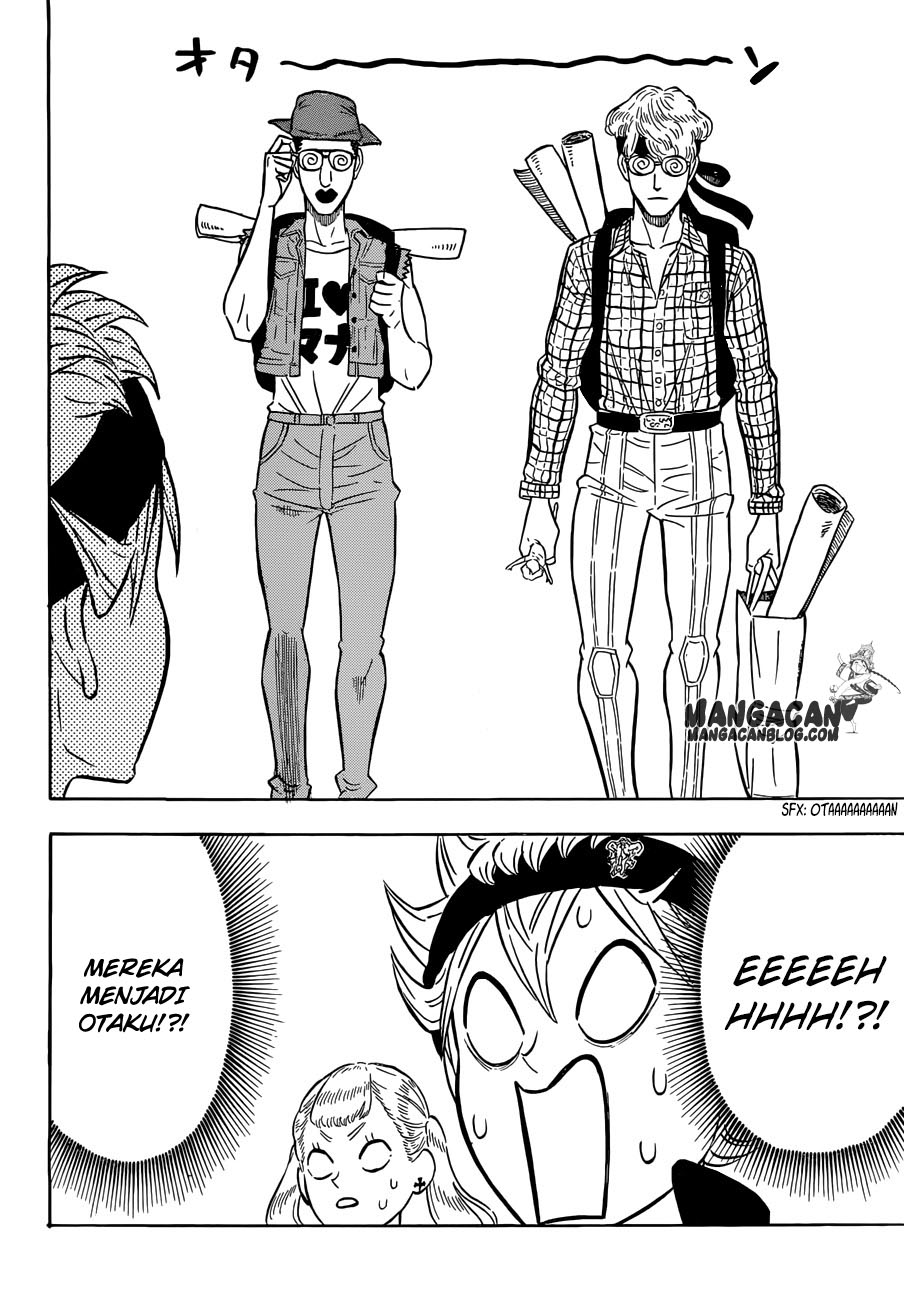 オタ〜ン
I♥
マナ
MANGACAN
MANGACANBLOG.COM
SFX: OTAAAAAAAAAAN
EEEEEH
HHHH!?!
MEREKA
MENJADI
OTAKU!?!